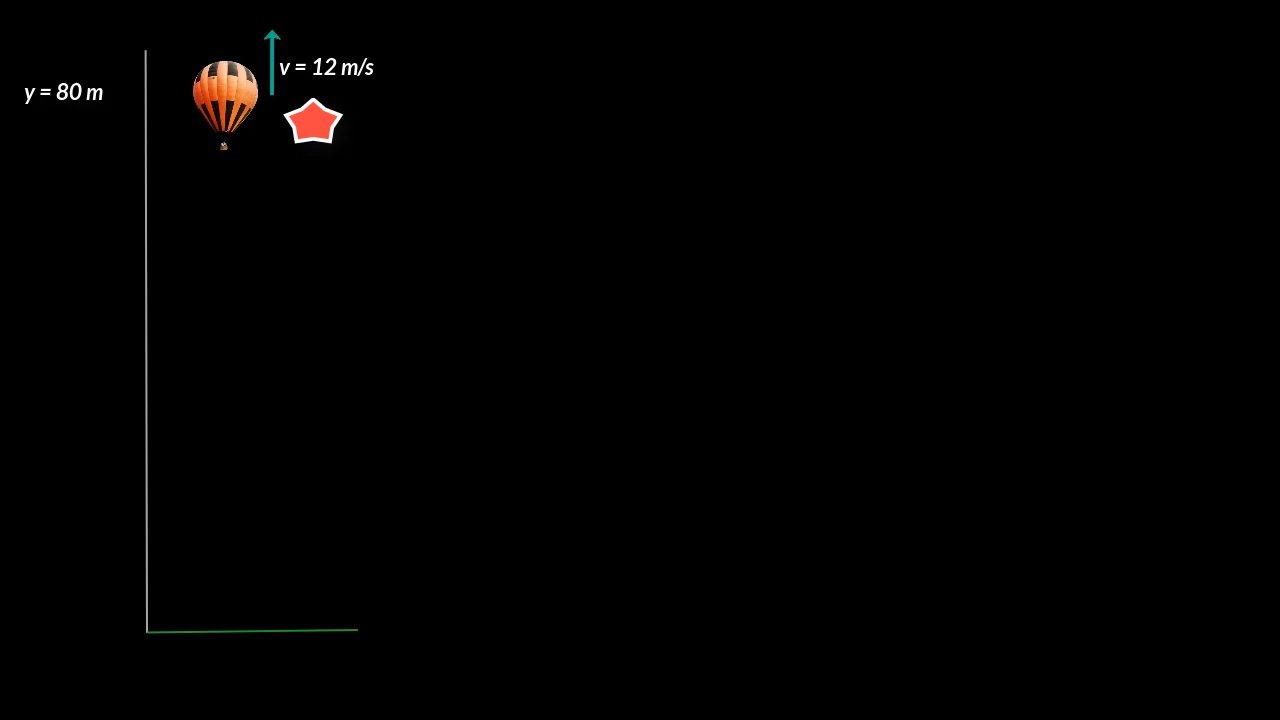 v = 12 m/s
y = 80 m